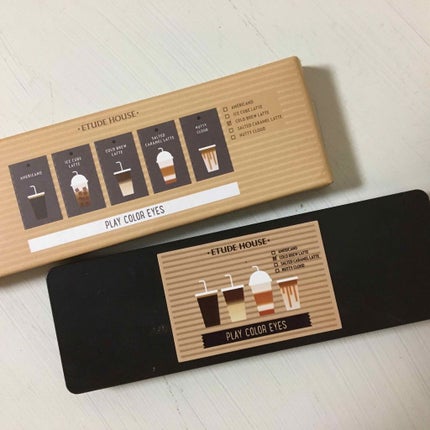 ·ETUDE HOUSE·
AMERICANO
ICE CUBE LATTE
COLD BREW LATTE
SALTED CARAMEL LATTE
NUTTY CLOUD
AMERICANO
ICE CUBE
LATTE
COLD BREW
LATTE
SALTED
CARAMEL LATTE
NUTTY
CLOUD
PLAY COLOR EYES
·ETUDE HOUSE·
AMERICANO
COLD BREW LATTE
SALTED CARAMEL LATTE
NUTTY CLOUD
PLAY COLOR EYES